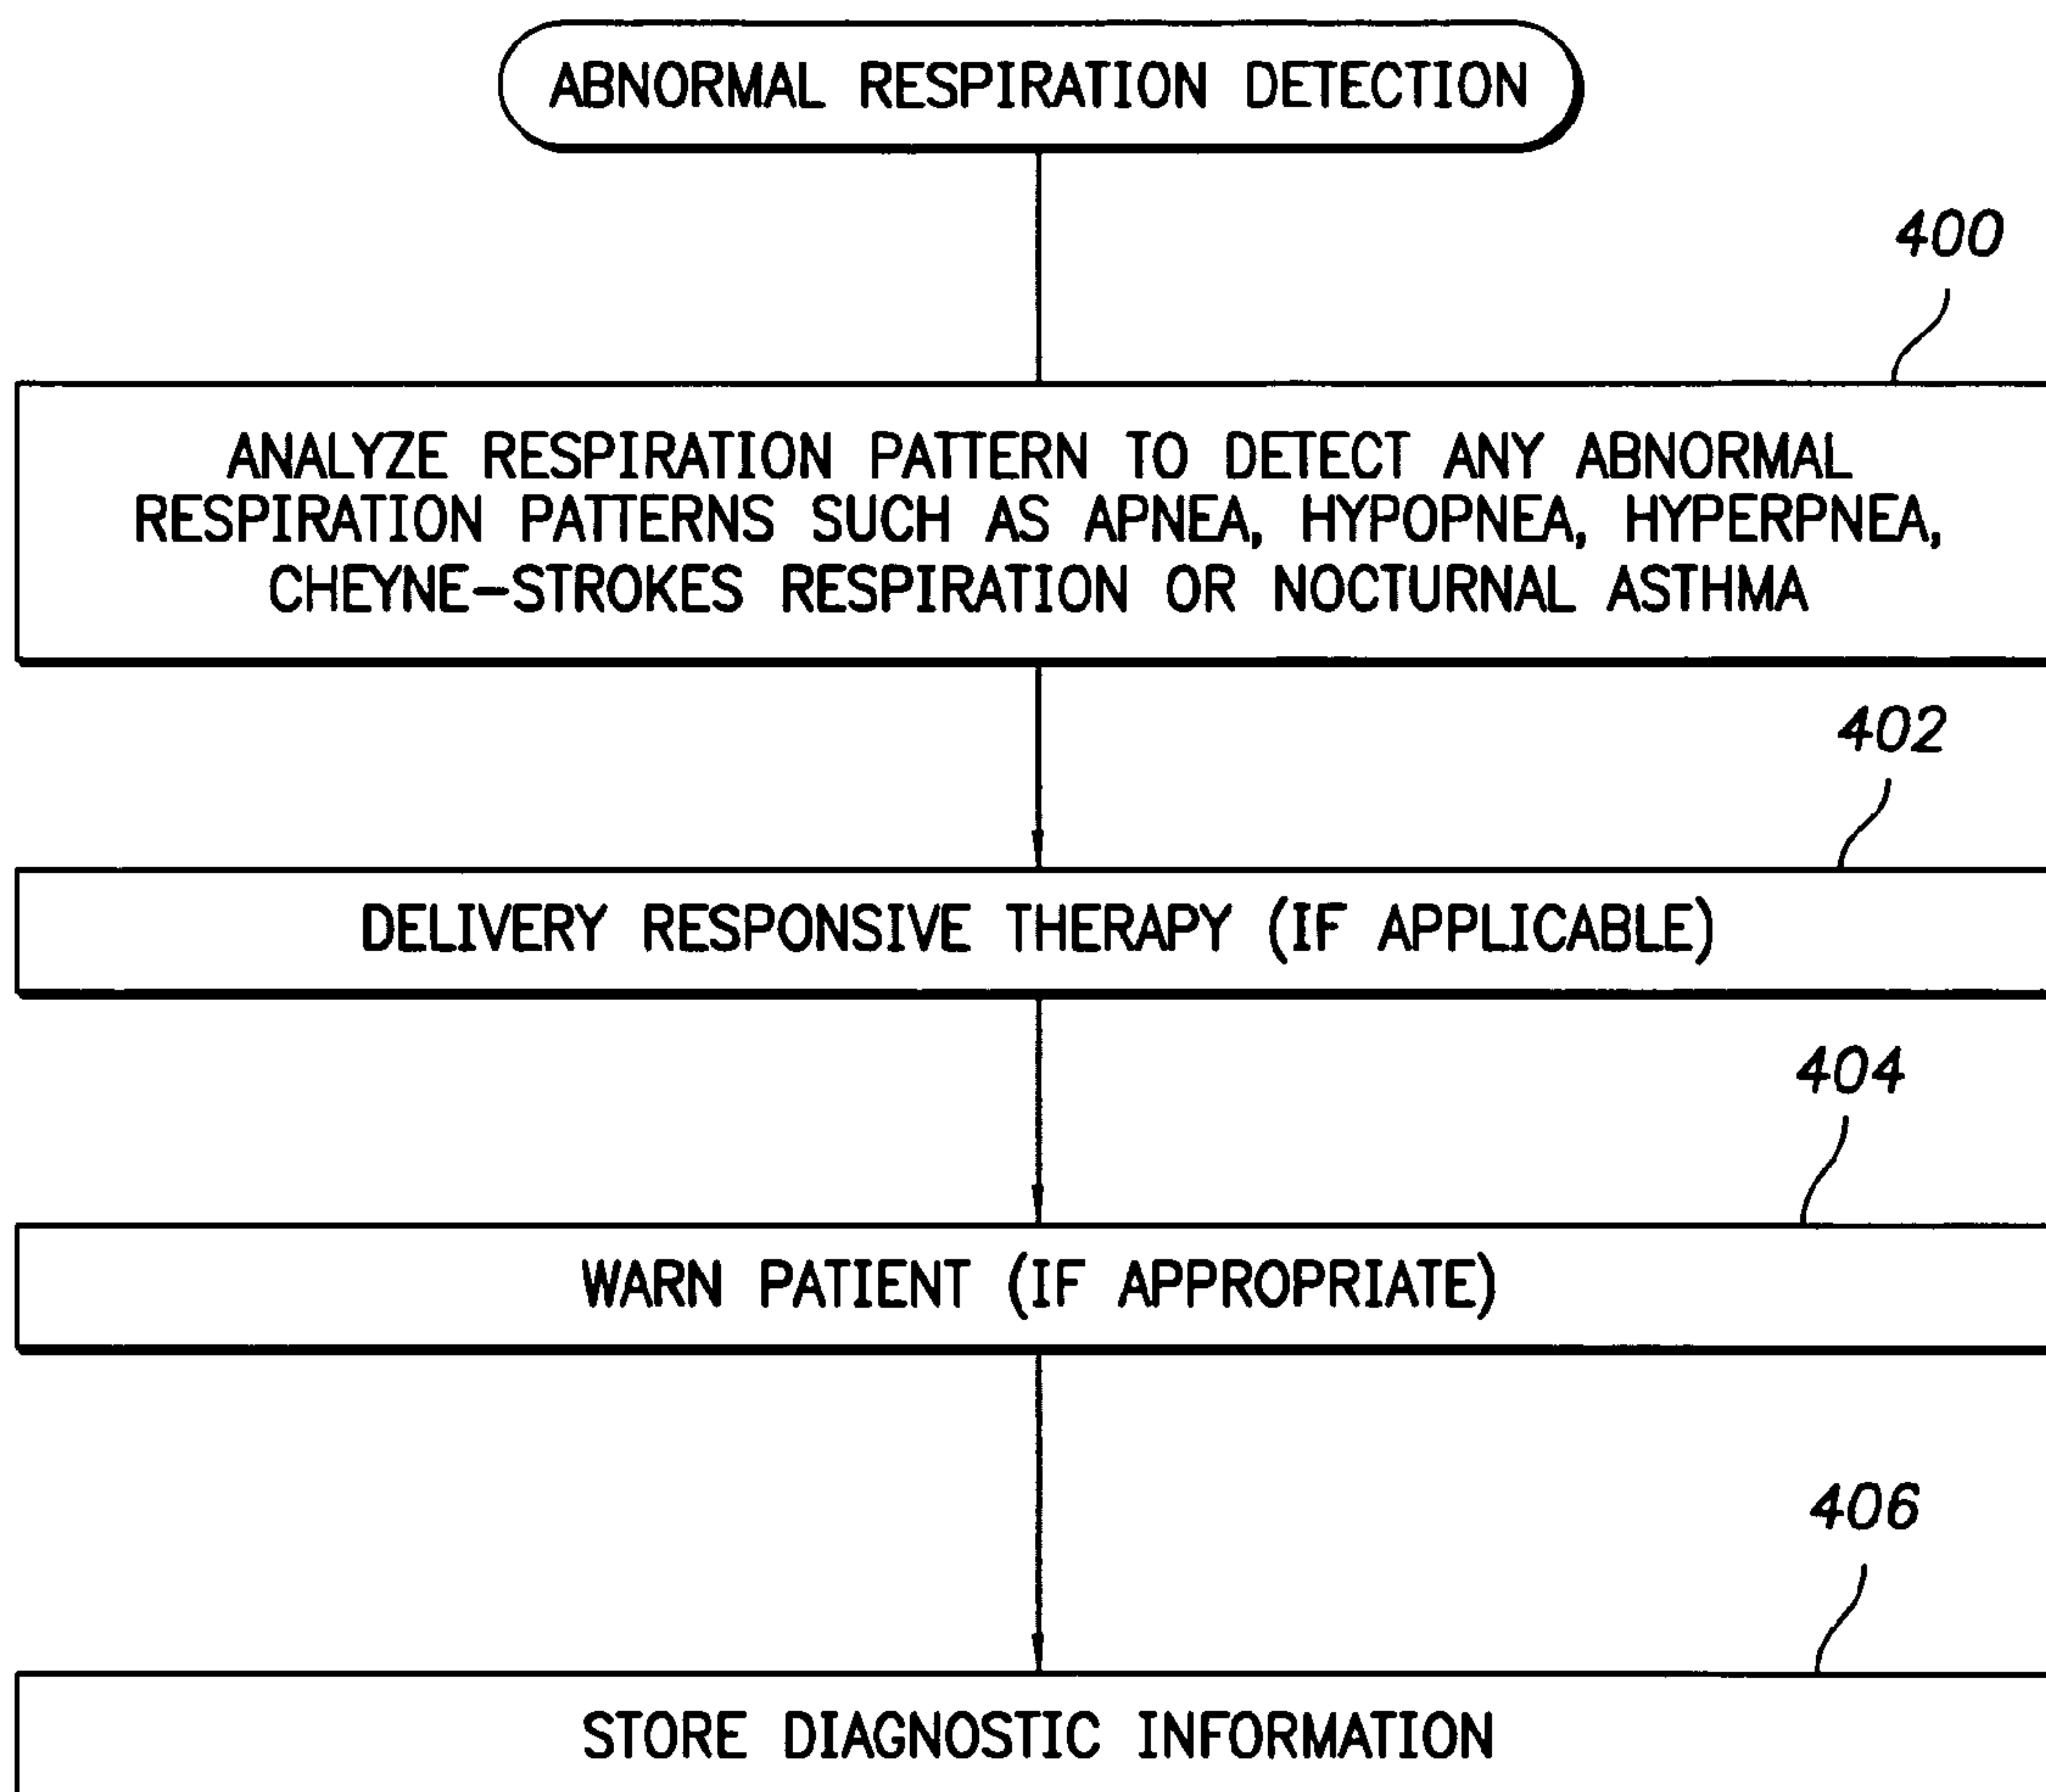 ABNORMAL RESPIRATION DETECTION
400
ANALYZE RESPIRATION PATTERN TO DETECT ANY ABNORMAL
RESPIRATION PATTERNS SUCH AS APNEA, HYPOPNEA, HYPERPNEA,
CHEYNE-STROKES RESPIRATION OR NOCTURNAL ASTHMA
402
DELIVERY RESPONSIVE THERAPY (IF APPLICABLE)
404
WARN PATIENT (IF APPROPRIATE)
406
STORE DIAGNOSTIC INFORMATION